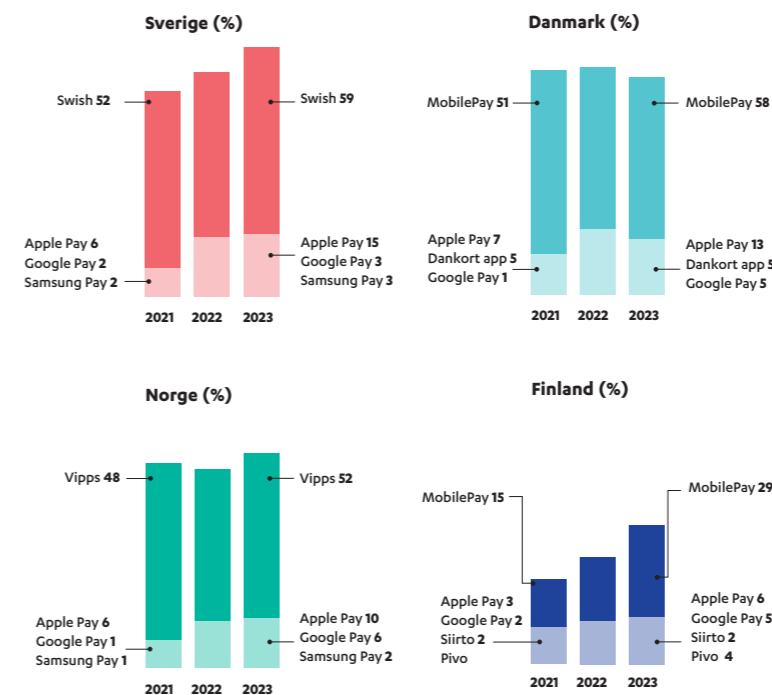 Sverige (%)
Swish 52
Swish 59
Apple Pay 6
Google Pay 2
Samsung Pay 2
Apple Pay 15
Google Pay 3
Samsung Pay 3
2021 2022 2023
Danmark (%)
MobilePay 51
MobilePay 58
Apple Pay 7
Dankort app 5
Google Pay 1
Apple Pay 13
Dankort app 5
Google Pay 5
2021 2022 2023
Norge (%)
Vipps 48
Vipps 52
Apple Pay 6
Google Pay 1
Samsung Pay 1
Apple Pay 10
Google Pay 6
Samsung Pay 2
2021 2022 2023
Finland (%)
MobilePay 15
MobilePay 29
Apple Pay 3
Google Pay 2
Siirto 2
Pivo
Apple Pay 6
Google Pay 5
Siirto 2
Pivo 4
2021 2022 2023